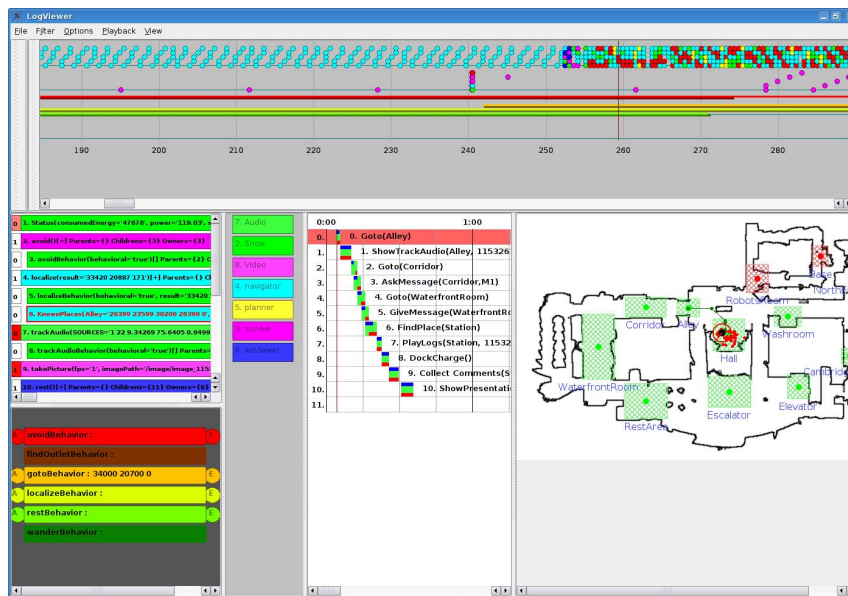 LogViewer
File Filter Options Playback View
190 200 210 220 230 240 250 260 270 280
0 1. Status(consumedEnergy='47678', power='119.03', s
1 2. avoid()[+] Parents={} Childrens={3} Owners={3}
0 3. avoidBehavior(behavioral='true')[] Parents={2} C
1 4. localize(result='33420 20887 171')[+] Parents={} Cl
0 5. localizeBehavior(behavioral='true', result='33420
1 6. KnownPlaces(Alley='26399 23599 30200 26399 0',
7. trackAudio(SOURCES='1 22 9.34269 75.6405 0.9499
0 8. trackAudioBehavior(behavioral='true')[] Parents=
9. takePicture(fps='1', imagePath='/image/image_115
1 10. rest()[+] Parents={} Childrens={11} Owners={6}
7. Audio
2. Snow
8. Video
4. navigator
5. planner
3. survive
6. wsviewer
0:00 1:00
0. 0. Goto(Alley)
1. 1. ShowTrackAudio(Alley, 115326
2. 2. Goto(Corridor)
3. 3. AskMessage(Corridor,M1)
4. 4. Goto(WaterfrontRoom)
5. 5. GiveMessage(WaterfrontRo
6. 6. FindPlace(Station)
7. 7. PlayLogs(Station, 11532
8. 8. DockCharge()
9. 9. Collect Comments(S
10. 10. ShowPresentati
11.
Base
RobotsRoom
North
Corridor
Alley
Washroom
Hall
Cambrid
WaterfrontRoom
Escalator
Elevator
RestArea
A avoidBehavior : E
findOutletBehavior :
A gotoBehavior : 34000 20700 0 E
A localizeBehavior : E
A restBehavior : E
wanderBehavior :